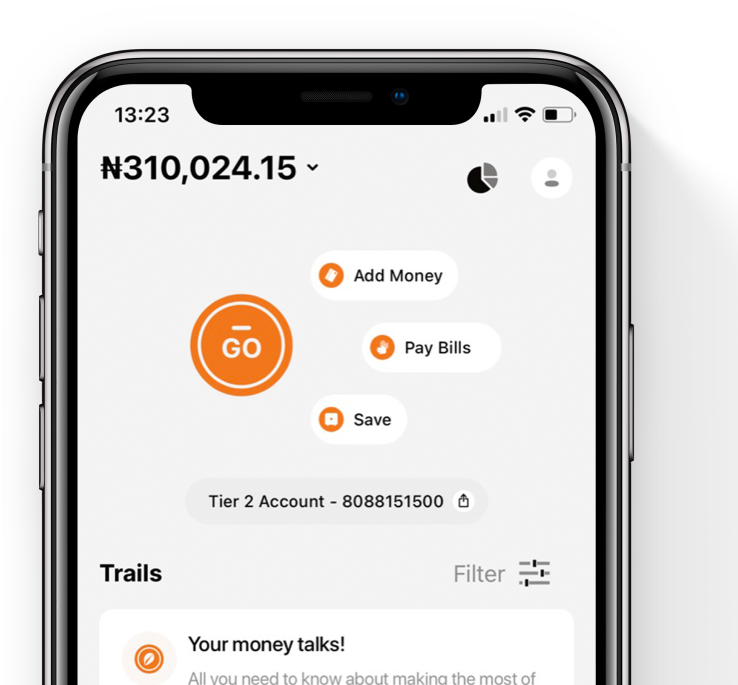 13:23
₦310,024.15
Add Money
GO
Pay Bills
Save
Tier 2 Account - 8088151500
Trails
Filter
Your money talks!
All you need to know about making the most of